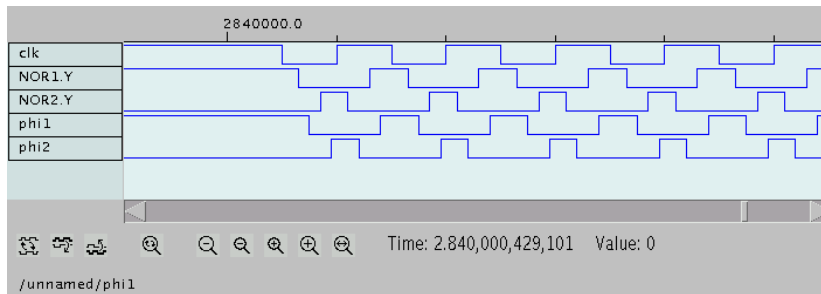 2840000.0
clk
NOR1.Y
NOR2.Y
phi1
phi2
Time: 2.840,000,429,101 Value: 0
/unnamed/phi1